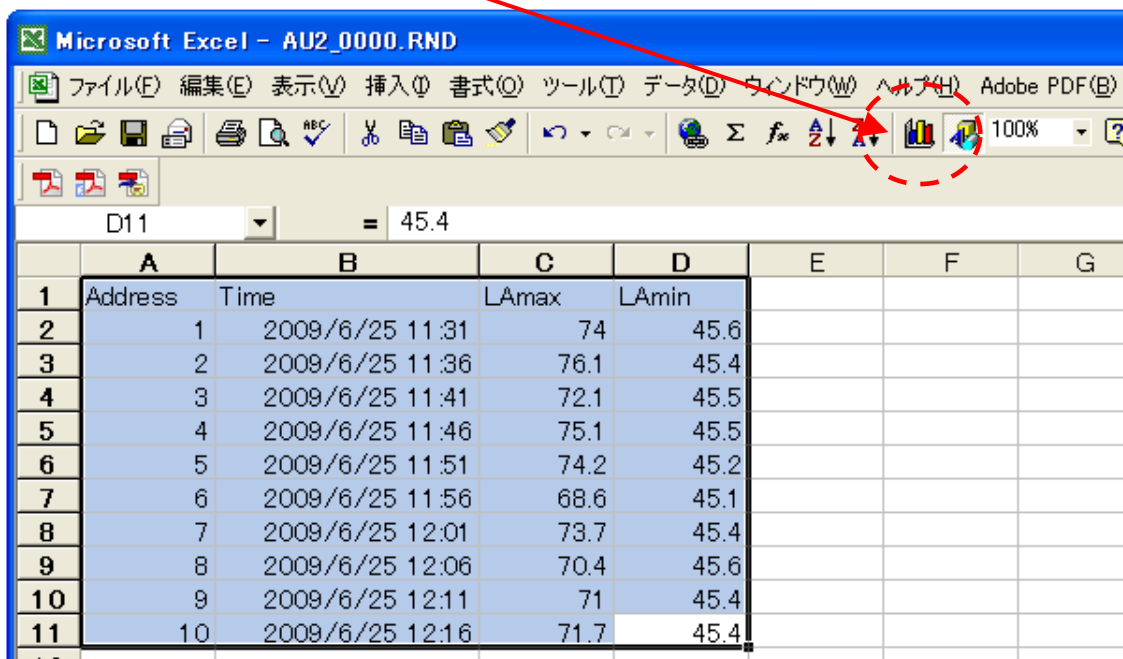 Microsoft Excel - AU2_0000.RND
ファイル(F) 編集(E) 表示(V) 挿入(I) 書式(O) ツール(T) データ(D) ウィンドウ(W) ヘルプ(H) Adobe PDF(B)
ABC Σ fx A Z 100% ?
D11 = 45.4
A B C D E F G
1 Address Time LAmax LAmin
2 1 2009/6/25 11:31 74 45.6
3 2 2009/6/25 11:36 76.1 45.4
4 3 2009/6/25 11:41 72.1 45.5
5 4 2009/6/25 11:46 75.1 45.5
6 5 2009/6/25 11:51 74.2 45.2
7 6 2009/6/25 11:56 68.6 45.1
8 7 2009/6/25 12:01 73.7 45.4
9 8 2009/6/25 12:06 70.4 45.6
10 9 2009/6/25 12:11 71 45.4
11 10 2009/6/25 12:16 71.7 45.4